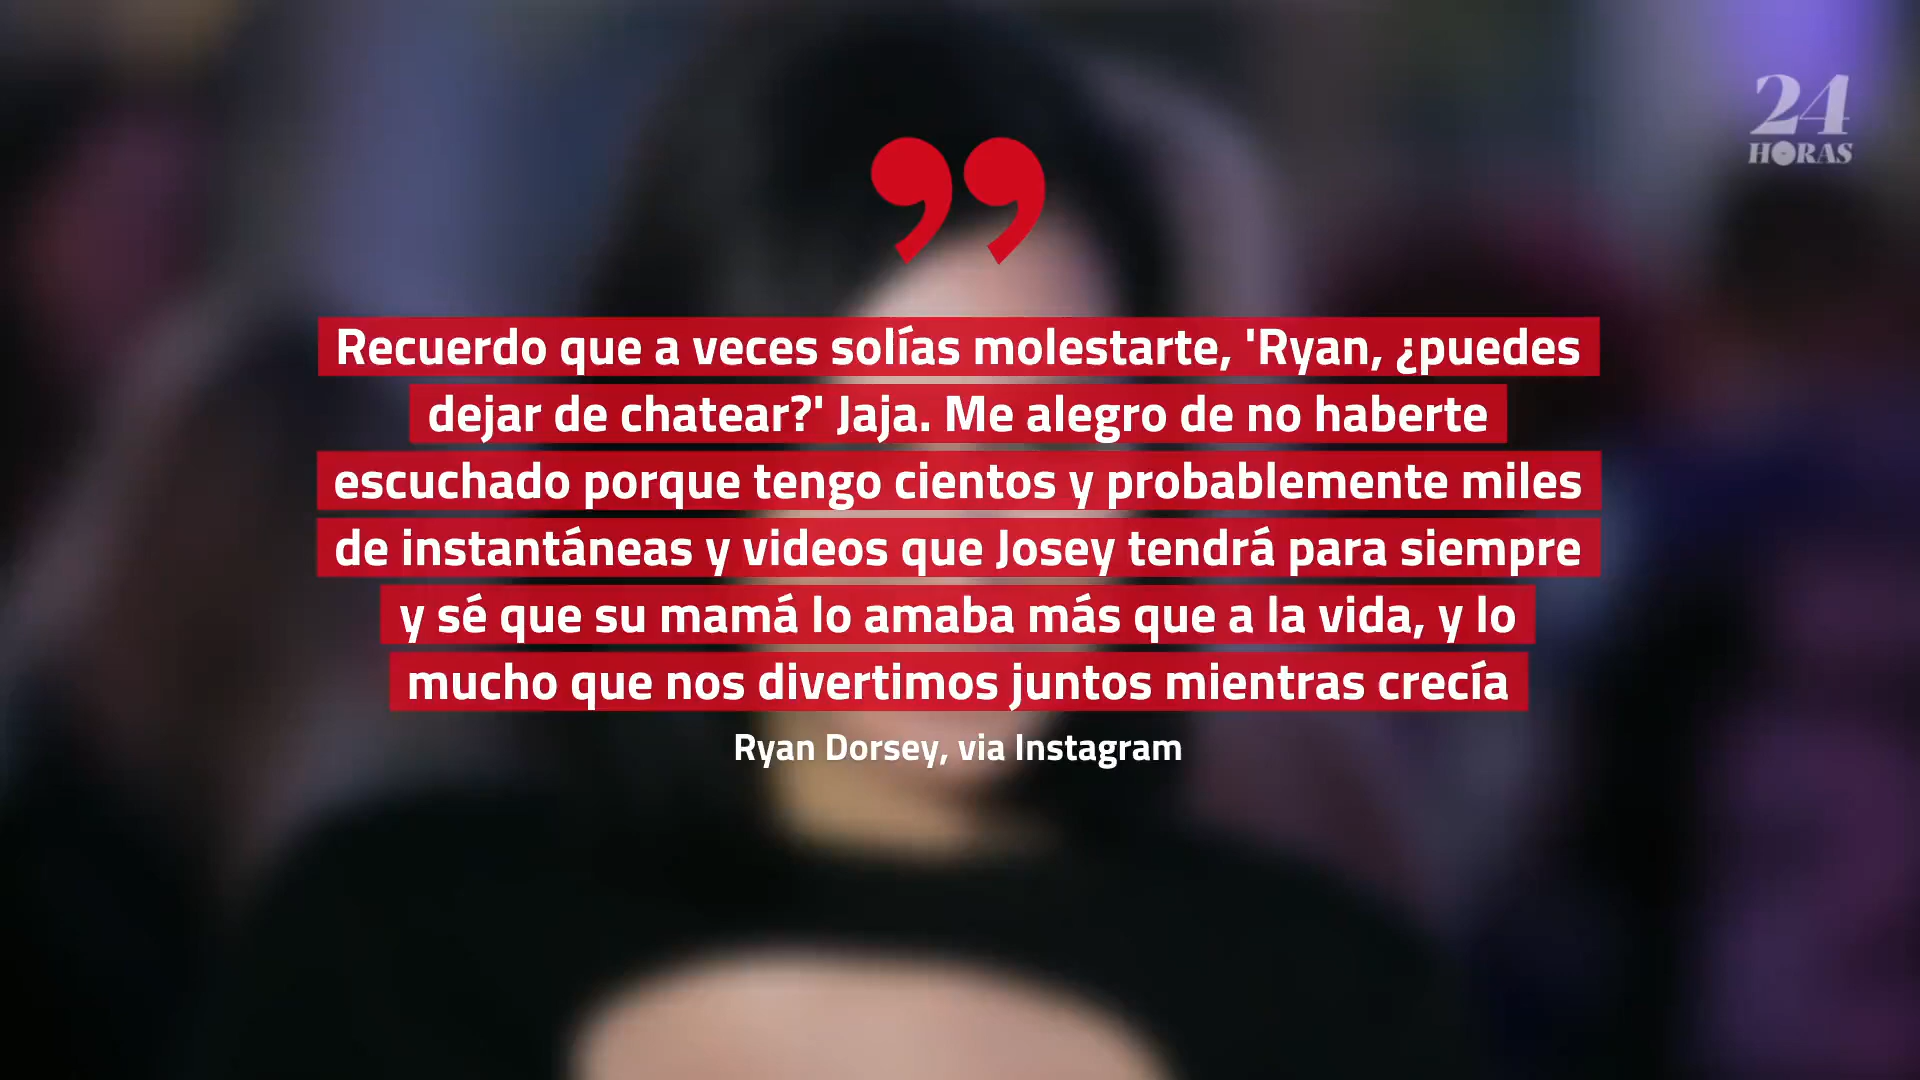 24
HORAS
”
Recuerdo que a veces solías molestarte, 'Ryan, ¿puedes
dejar de chatear?' Jaja. Me alegro de no haberte
escuchado porque tengo cientos y probablemente miles
de instantáneas y videos que Josey tendrá para siempre
y sé que su mamá lo amaba más que a la vida, y lo
mucho que nos divertimos juntos mientras crecía
Ryan Dorsey, via Instagram